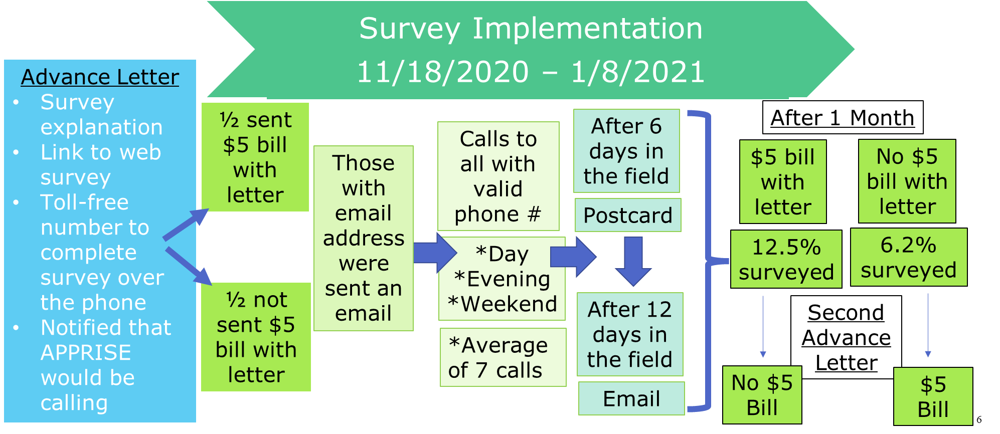 Survey Implementation
11/18/2020 – 1/8/2021
Advance Letter
• Survey
explanation
• Link to web
survey
• Toll-free
number to
complete
survey over
the phone
• Notified that
APPRISE
would be
calling
½ sent
$5 bill
with
letter
½ not
sent $5
bill with
letter
Those
with
email
address
were
sent an
email
Calls to
all with
valid
phone #
*Day
*Evening
*Weekend
*Average
of 7 calls
After 6
days in
the field
Postcard
After 12
days in
the field
Email
After 1 Month
$5 bill
with
letter
No $5
bill with
letter
12.5%
surveyed
6.2%
surveyed
Second
Advance
Letter
No $5
Bill
$5
Bill
6